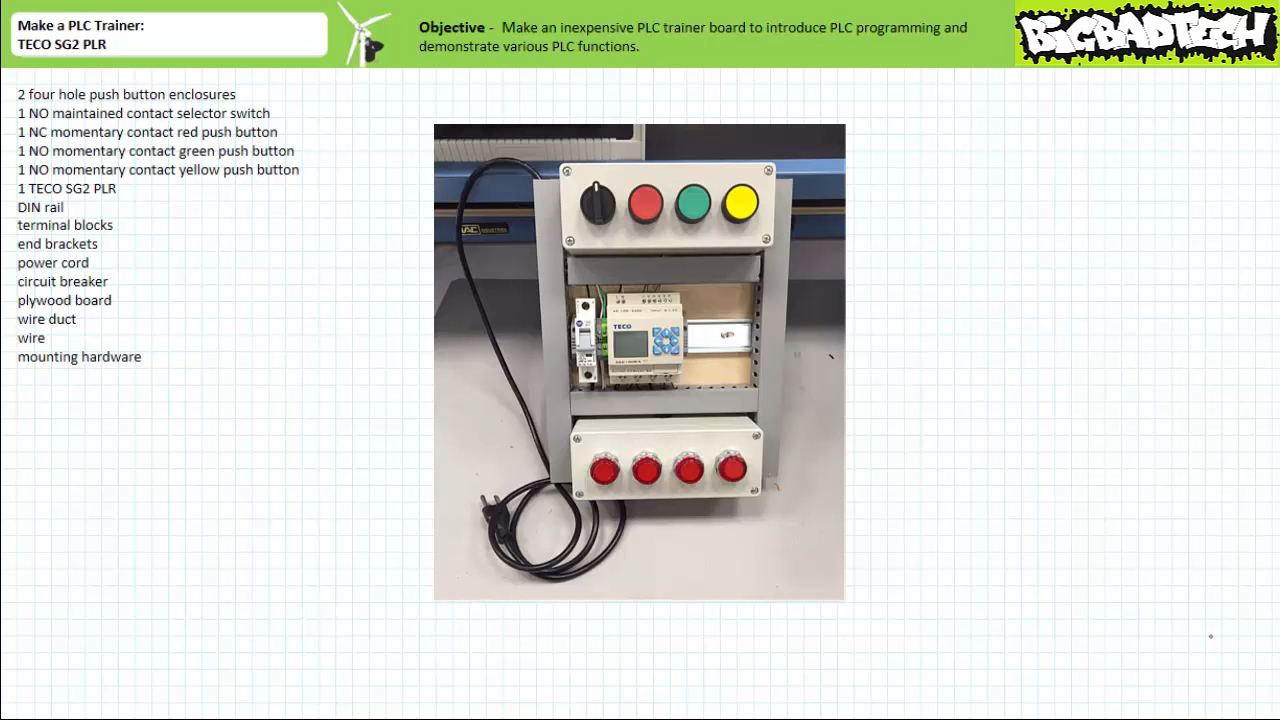 Make a PLC Trainer:
TECO SG2 PLR
Objective - Make an inexpensive PLC trainer board to introduce PLC programming and
demonstrate various PLC functions.
BIGBADTECH
2 four hole push button enclosures
1 NO maintained contact selector switch
1 NC momentary contact red push button
1 NO momentary contact green push button
1 NO momentary contact yellow push button
1 TECO SG2 PLR
DIN rail
terminal blocks
end brackets
power cord
circuit breaker
plywood board
wire duct
wire
mounting hardware
TECO